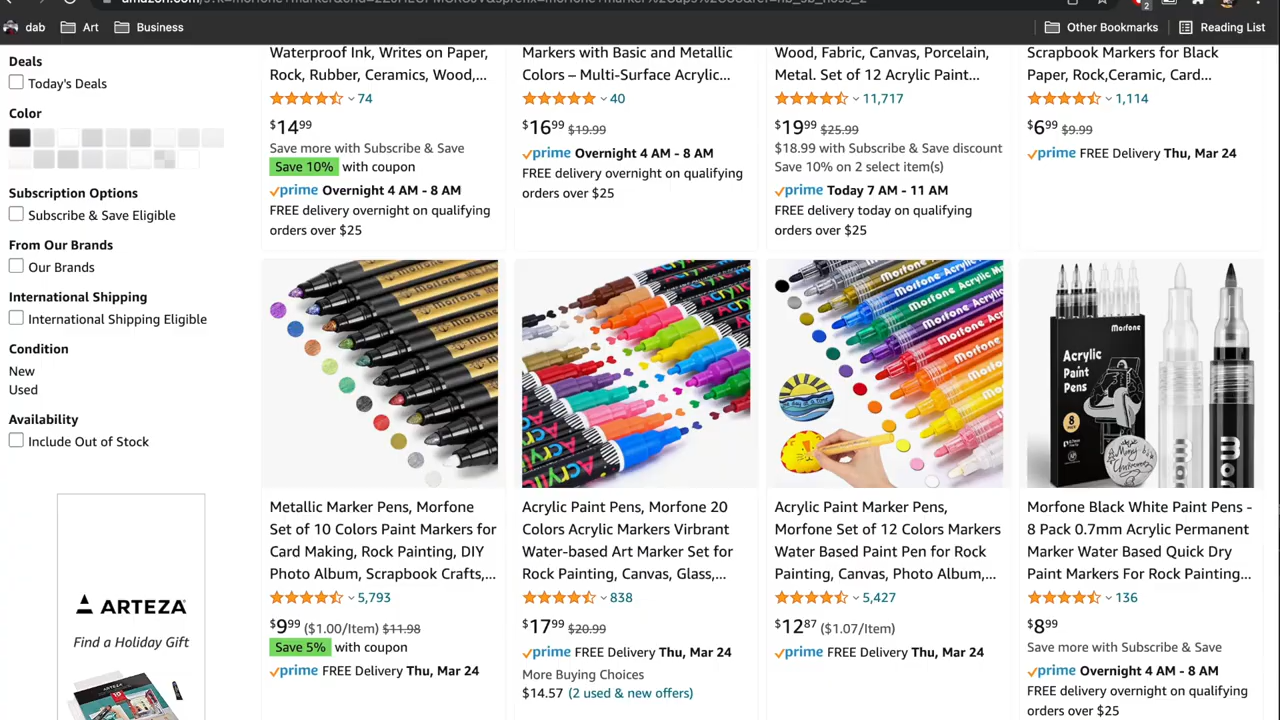 dab
Art
Business
Other Bookmarks
Reading List
2
Deals
Today's Deals
Color
Subscription Options
Subscribe & Save Eligible
From Our Brands
Our Brands
International Shipping
International Shipping Eligible
Condition
New
Used
Availability
Include Out of Stock
ARTEZA
Find a Holiday Gift
Waterproof Ink, Writes on Paper,
Rock, Rubber, Ceramics, Wood,...
74
$14⁹⁹
Save more with Subscribe & Save
Save 10% with coupon
prime Overnight 4 AM - 8 AM
FREE delivery overnight on qualifying
orders over $25
Markers with Basic and Metallic
Colors – Multi-Surface Acrylic...
40
$16⁹⁹ $19.99
prime Overnight 4 AM - 8 AM
FREE delivery overnight on qualifying
orders over $25
Wood, Fabric, Canvas, Porcelain,
Metal. Set of 12 Acrylic Paint...
11,717
$19⁹⁹ $25.99
$18.99 with Subscribe & Save discount
Save 10% on 2 select item(s)
prime Today 7 AM - 11 AM
FREE delivery today on qualifying
orders over $25
Scrapbook Markers for Black
Paper, Rock,Ceramic, Card...
1,114
$6⁹⁹ $9.99
prime FREE Delivery Thu, Mar 24
Metallic Marker Pens, Morfone
Set of 10 Colors Paint Markers for
Card Making, Rock Painting, DIY
Photo Album, Scrapbook Crafts,...
5,793
$9⁹⁹ ($1.00/Item) $11.98
Save 5% with coupon
prime FREE Delivery Thu, Mar 24
Acrylic Paint Pens, Morfone 20
Colors Acrylic Markers Virbrant
Water-based Art Marker Set for
Rock Painting, Canvas, Glass,...
838
$17⁹⁹ $20.99
prime FREE Delivery Thu, Mar 24
More Buying Choices
$14.57 (2 used & new offers)
Morfone Acrylic
Acrylic Paint Marker Pens,
Morfone Set of 12 Colors Markers
Water Based Paint Pen for Rock
Painting, Canvas, Photo Album,...
5,427
$12⁸⁷ ($1.07/Item)
prime FREE Delivery Thu, Mar 24
Morfone
Acrylic
Paint
Pens
8
Morfone Black White Paint Pens -
8 Pack 0.7mm Acrylic Permanent
Marker Water Based Quick Dry
Paint Markers For Rock Painting...
136
$8⁹⁹
Save more with Subscribe & Save
prime Overnight 4 AM - 8 AM
FREE delivery overnight on qualifying
orders over $25